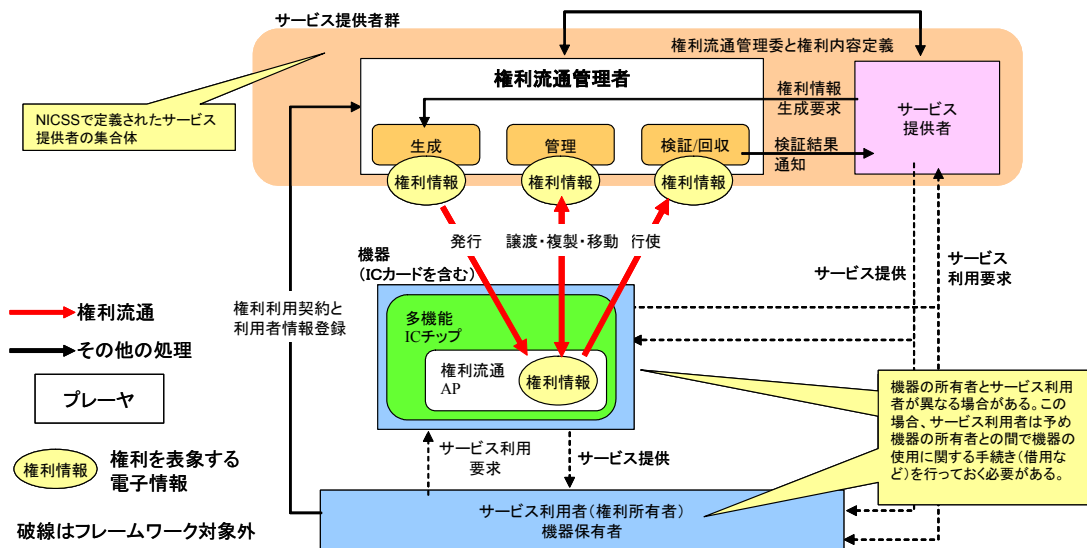 サービス提供者群
権利流通管理委と権利内容定義
権利流通管理者
NICSSで定義されたサービス
提供者の集合体
権利情報
生成要求
サービス
提供者
生成
管理
検証/回収
検証結果
通知
権利情報
権利情報
権利情報
発行
譲渡・複製・移動
行使
機器
(ICカードを含む)
サービス提供
サービス
利用要求
権利利用契約と
利用者情報登録
多機能
ICチップ
権利流通
AP
権利情報
権利流通
その他の処理
プレーヤ
権利情報
権利を表象する
電子情報
破線はフレームワーク対象外
機器の所有者とサービス利用
者が異なる場合がある。この
場合、サービス利用者は予め
機器の所有者との間で機器の
使用に関する手続き(借用な
ど)を行っておく必要がある。
サービス利用
要求
サービス提供
サービス利用者(権利所有者)
機器保有者